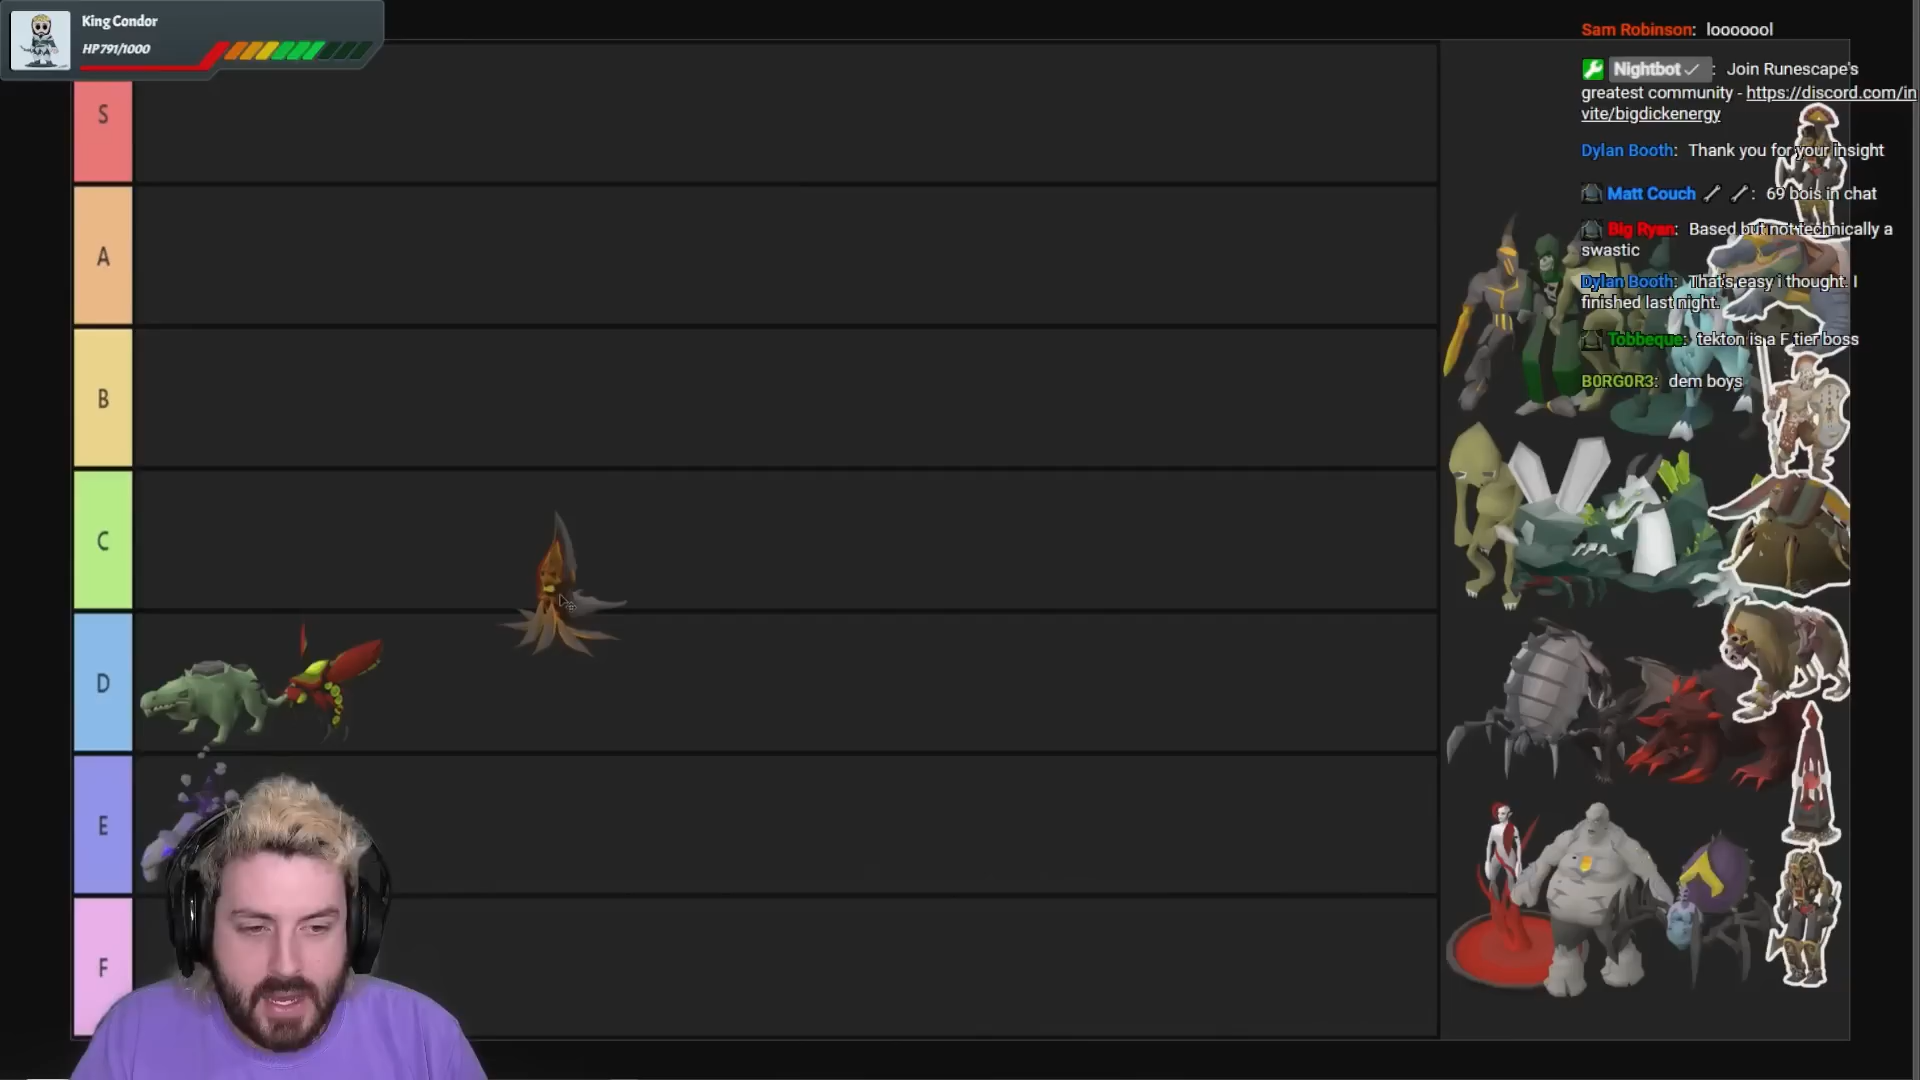 King Condor
HP 791/1000
S
A
B
C
D
E
F
Sam Robinson: looooool
Nightbot ✓: Join Runescape's
greatest community - https://discord.com/in
vite/bigdickenergy
Dylan Booth: Thank you for your insight
Matt Couch: 69 bois in chat
Big Ryan: Based but not technically a
swastic
Dylan Booth: That's easy i thought. I
finished last night.
Tobbeque: tekton is a F tier boss
B0RG0R3: dem boys